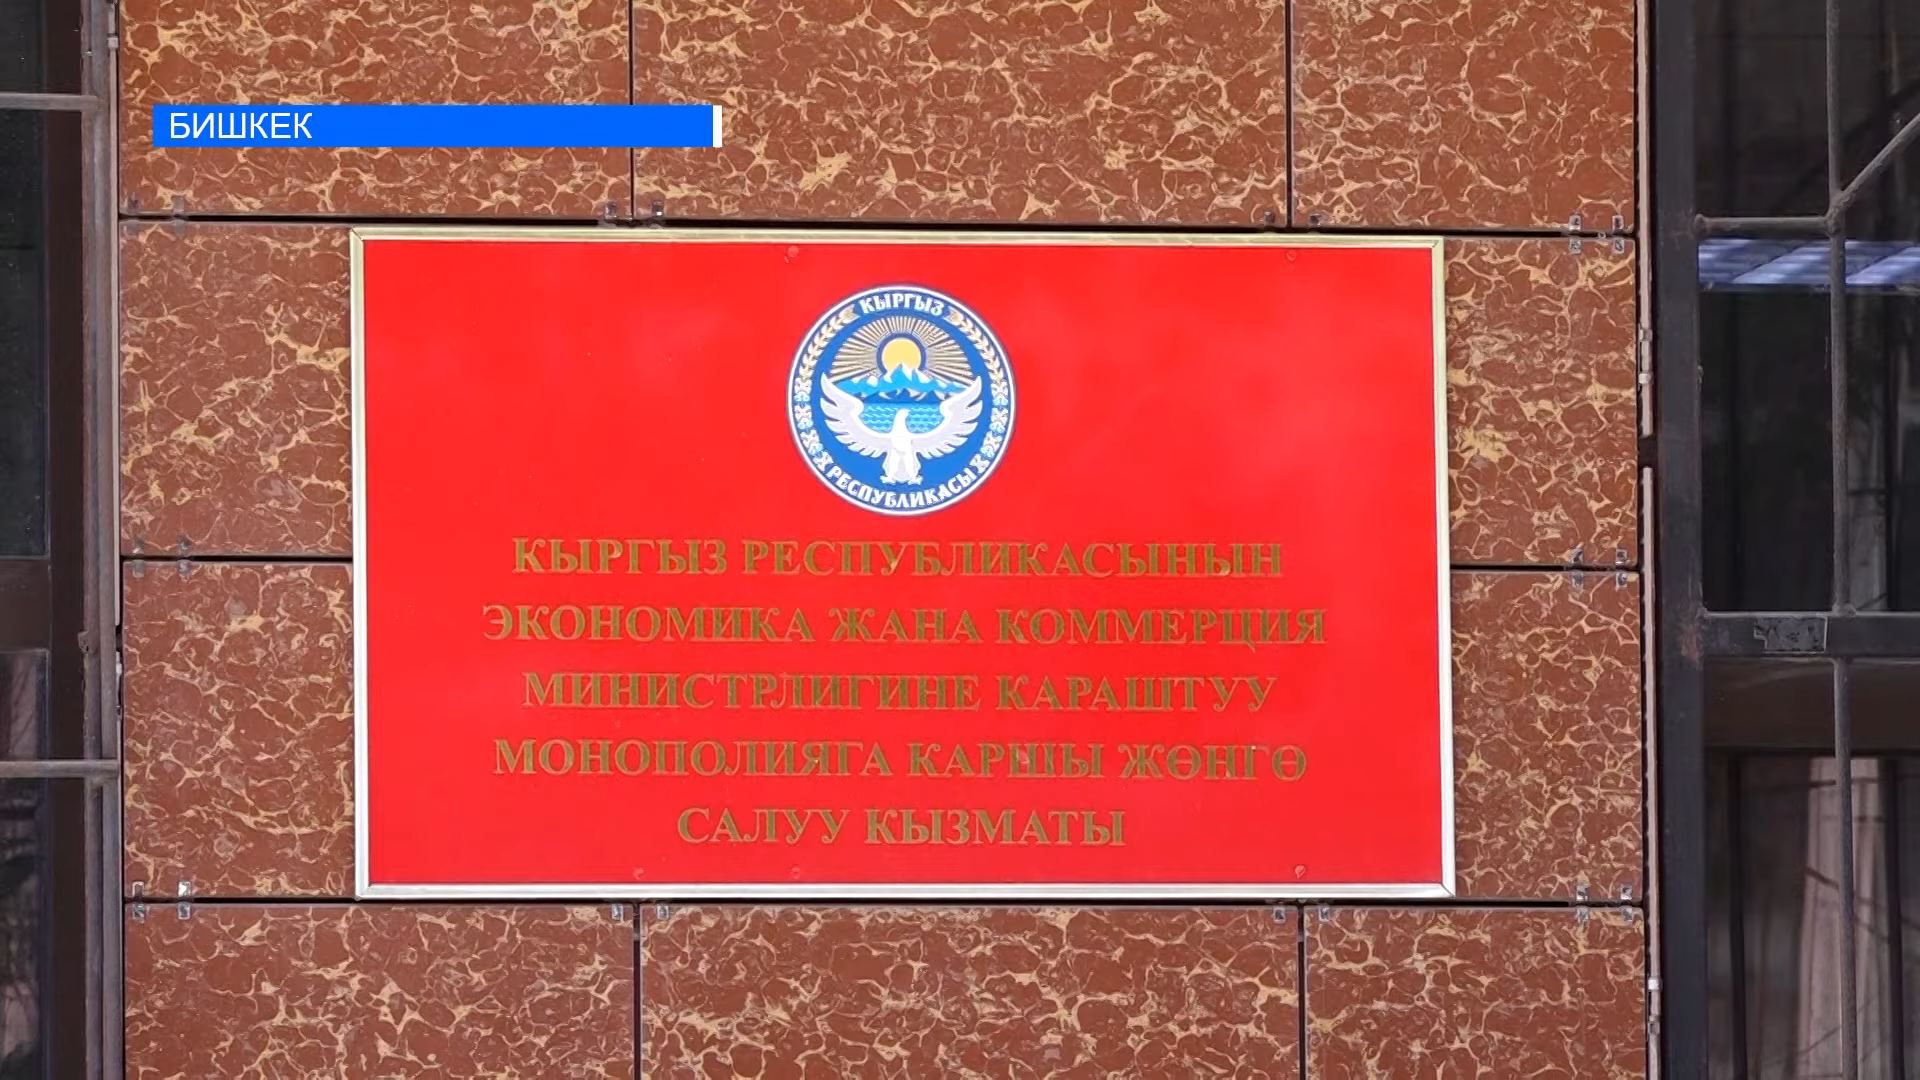 БИШКЕК
КЫРГЫЗ
РЕСПУБЛИКАСЫ
КЫРГЫЗ РЕСПУБЛИКАСЫНЫН
ЭКОНОМИКА ЖАНА КОММЕРЦИЯ
МИНИСТРЛИГИНЕ КАРАШТУУ
МОНОПОЛИЯГА КАРШЫ ЖӨНГӨ
САЛУУ КЫЗМАТЫ